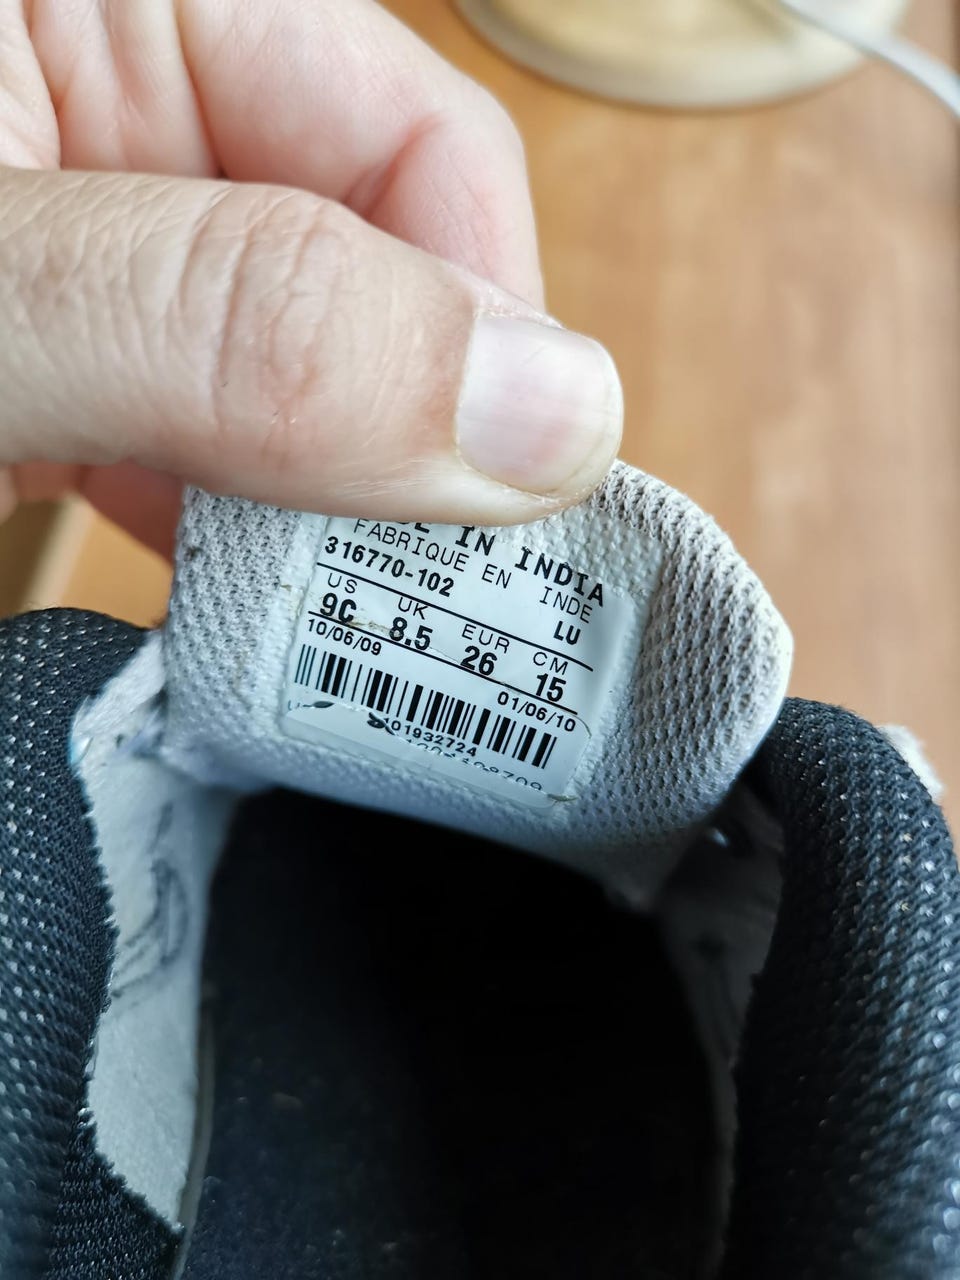 IN INDIA
FABRIQUE EN INDE
316770-102 LU
US UK EUR CM
9C 8.5 26 15
10/06/09 01/06/10
101932724